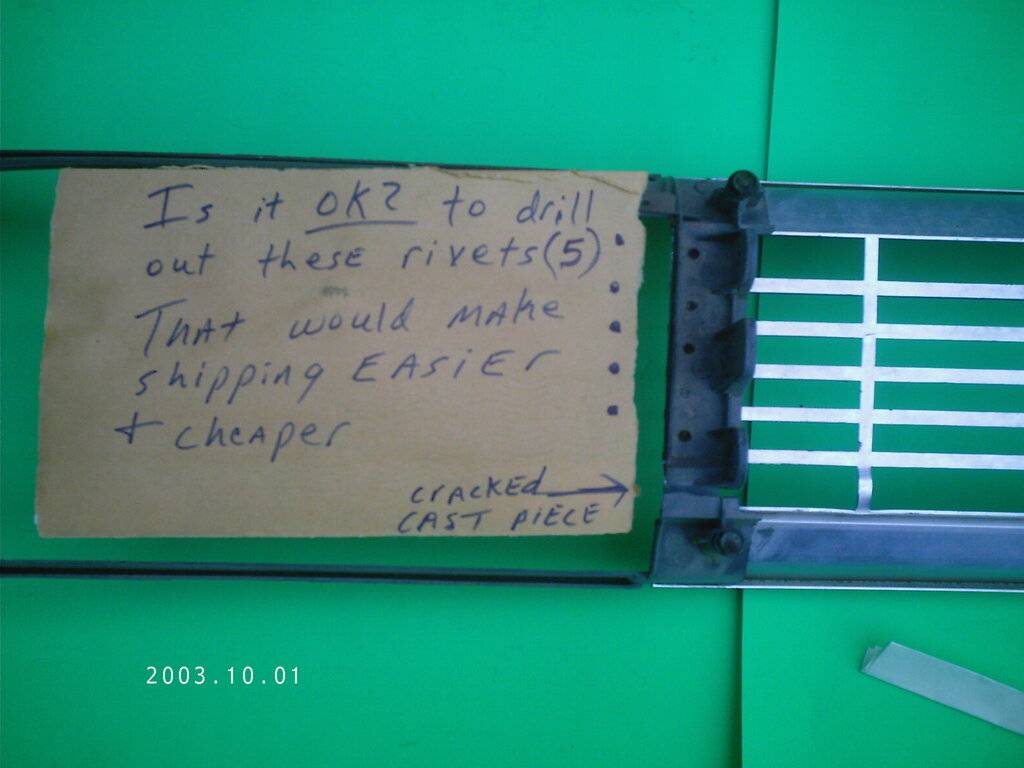 Is it OK? to drill
out these rivets (5)
That would make
shipping EASIER
+ cheaper
CRACKED
CAST PIECE
2003.10.01